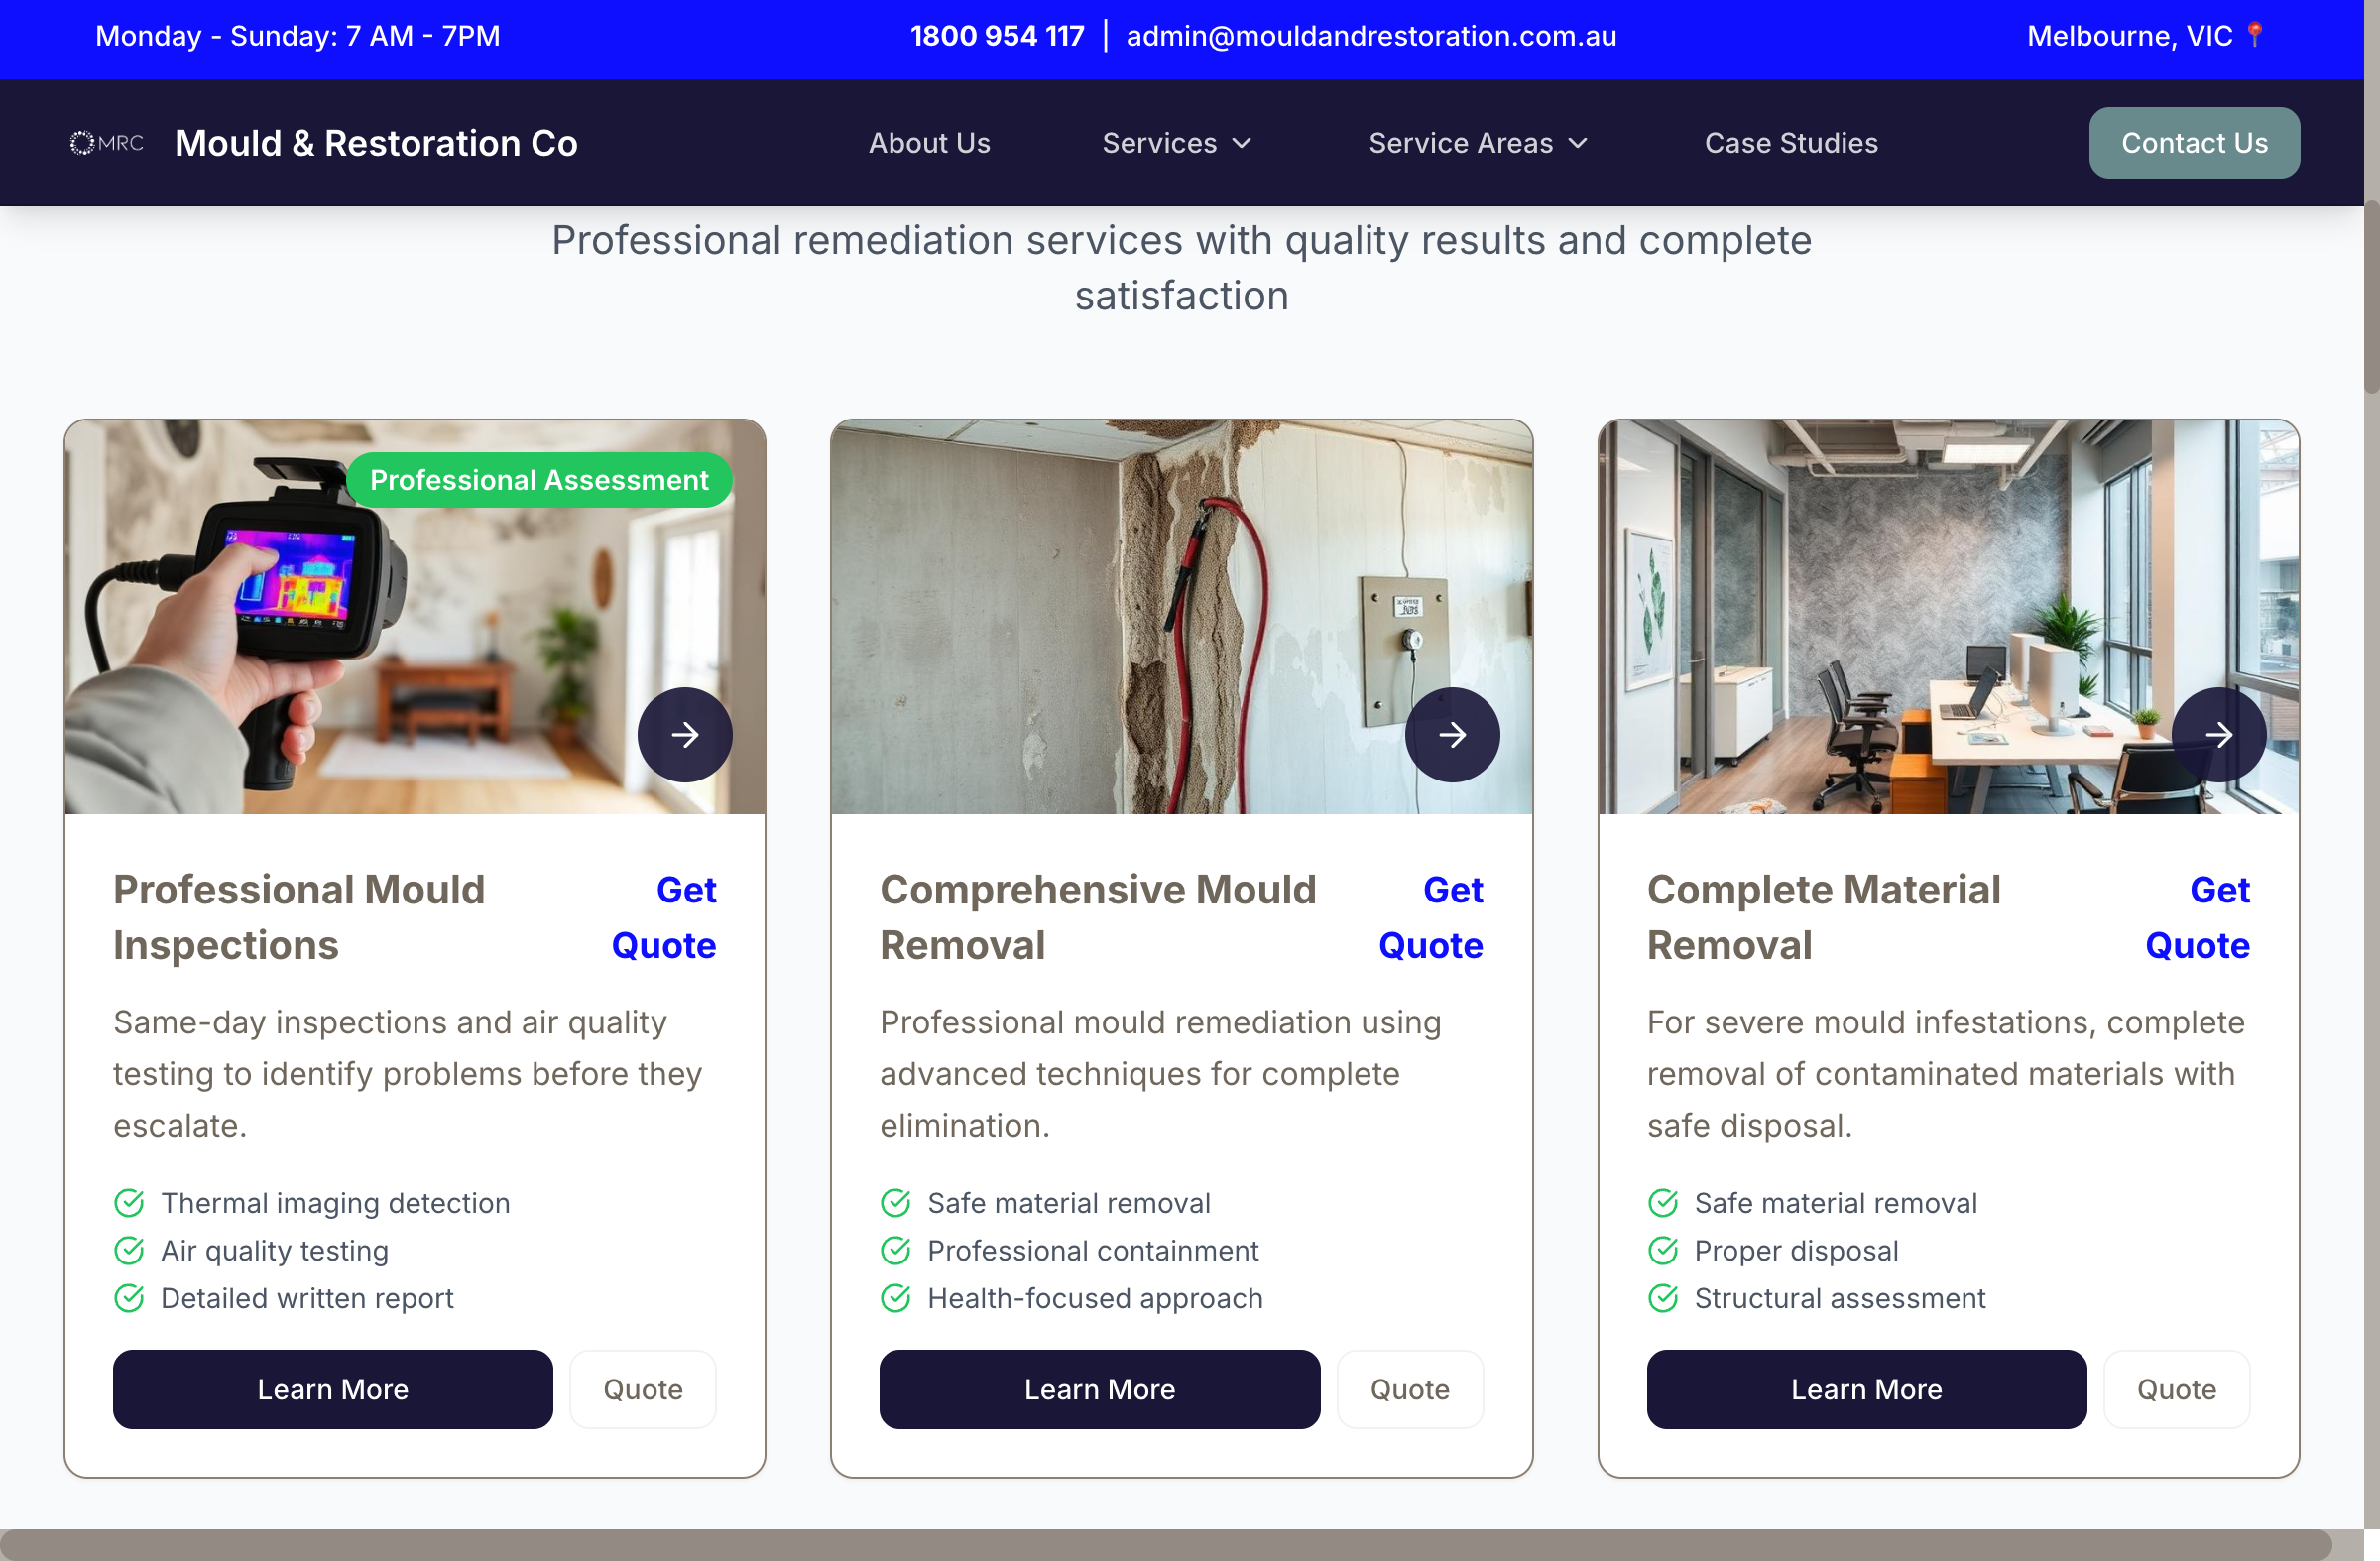 Monday - Sunday: 7 AM - 7PM
1800 954 117 | admin@mouldandrestoration.com.au
Melbourne, VIC 📍
MRC
Mould & Restoration Co
About Us
Services
Service Areas
Case Studies
Contact Us
Professional remediation services with quality results and complete
satisfaction
Professional Assessment
Professional Mould
Inspections
Get
Quote
Same-day inspections and air quality
testing to identify problems before they
escalate.
Thermal imaging detection
Air quality testing
Detailed written report
Learn More
Quote
Comprehensive Mould
Removal
Get
Quote
Professional mould remediation using
advanced techniques for complete
elimination.
Safe material removal
Professional containment
Health-focused approach
Learn More
Quote
Complete Material
Removal
Get
Quote
For severe mould infestations, complete
removal of contaminated materials with
safe disposal.
Safe material removal
Proper disposal
Structural assessment
Learn More
Quote